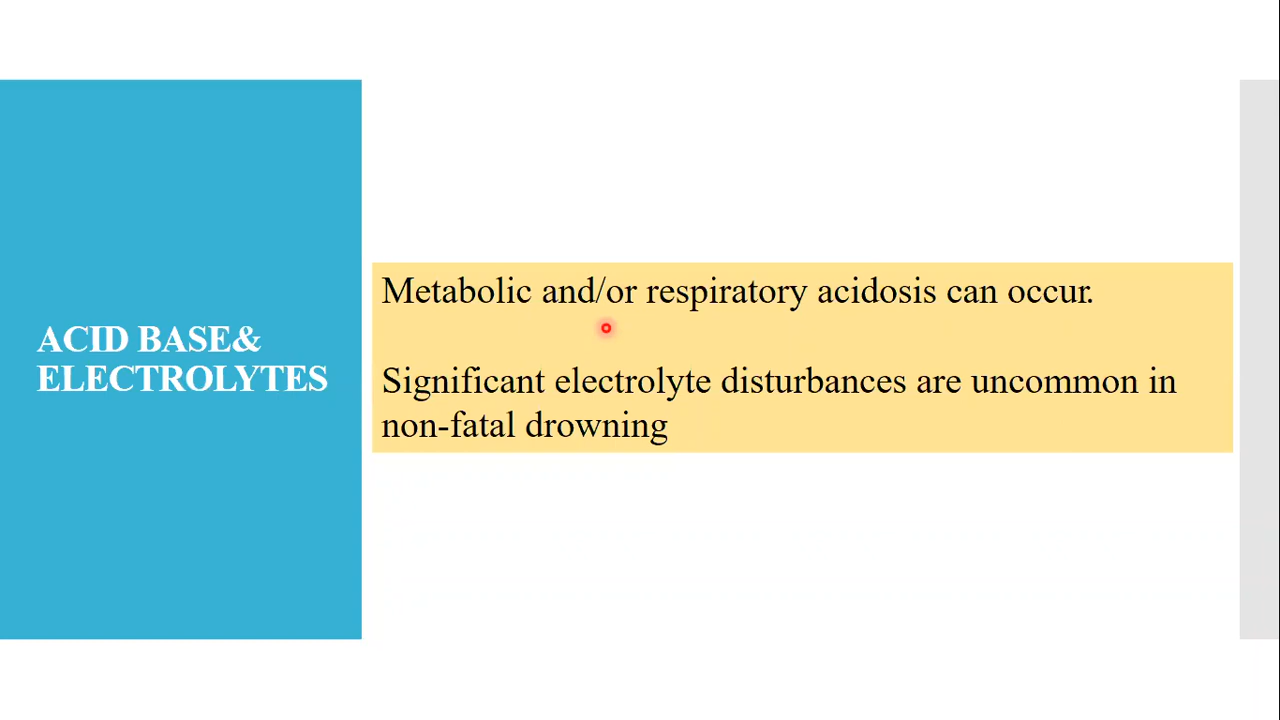 ACID BASE&
ELECTROLYTES
Metabolic and/or respiratory acidosis can occur.
Significant electrolyte disturbances are uncommon in
non-fatal drowning